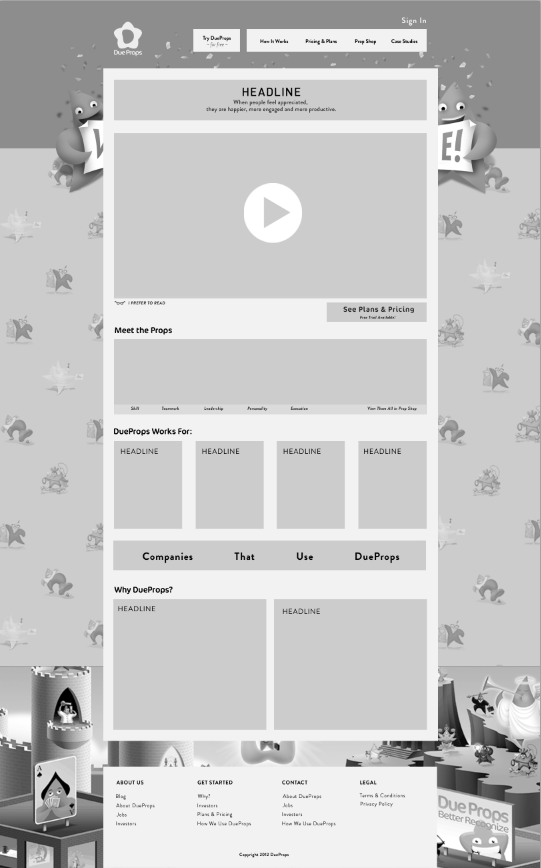 Sign In
DueProps
Try DueProps
~ for free ~
How It Works
Pricing & Plans
Prop Shop
Case Studies
E!
HEADLINE
When people feel appreciated,
they are happier, more engaged and more productive.
I PREFER TO READ
See Plans & Pricing
Free Trial Available!
Meet the Props
Skill
Teamwork
Leadership
Personality
Execution
View Them All in Prop Shop
DueProps Works For:
HEADLINE
HEADLINE
HEADLINE
HEADLINE
Companies That Use DueProps
Why DueProps?
HEADLINE
HEADLINE
A
Due Props
Better Recognize
ABOUT US
Blog
About DueProps
Jobs
Investors
GET STARTED
Why?
Investors
Plans & Pricing
How We Use DueProps
CONTACT
About DueProps
Jobs
Investors
How We Use DueProps
LEGAL
Terms & Conditions
Privacy Policy
Copyright 2012 DueProps